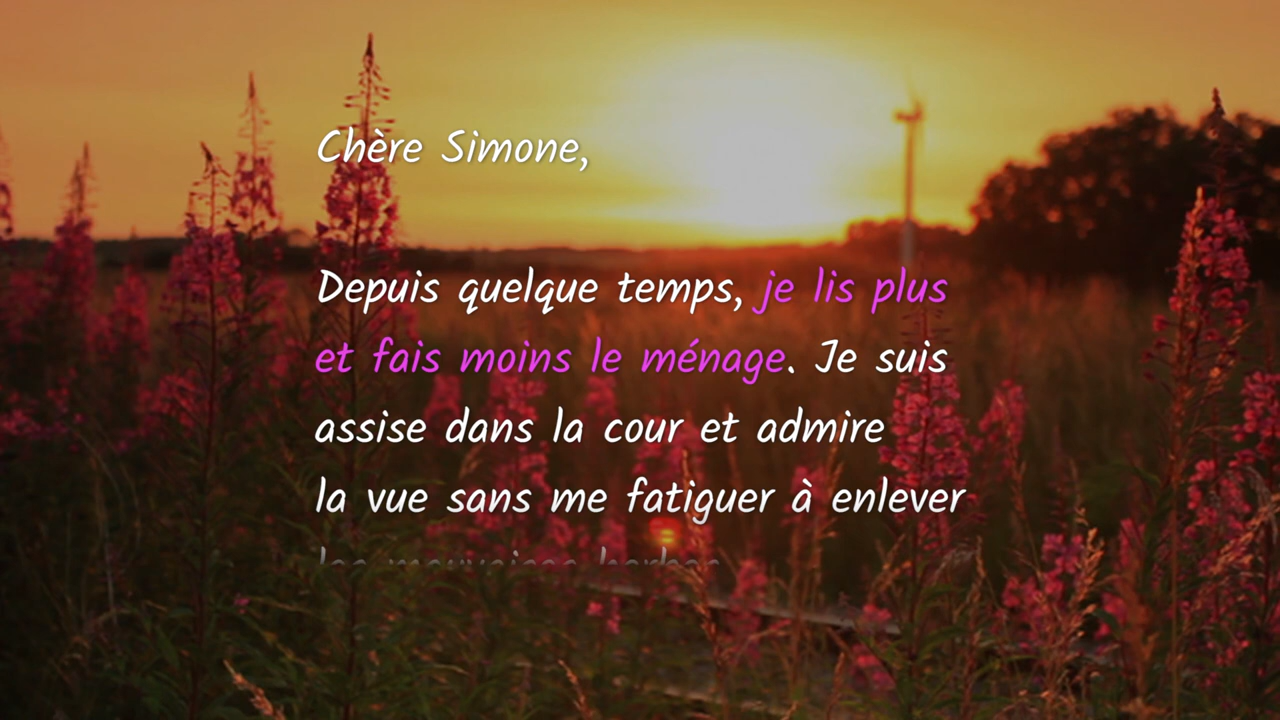 Chère Simone,
Depuis quelque temps, je lis plus
et fais moins le ménage. Je suis
assise dans la cour et admire
la vue sans me fatiguer à enlever